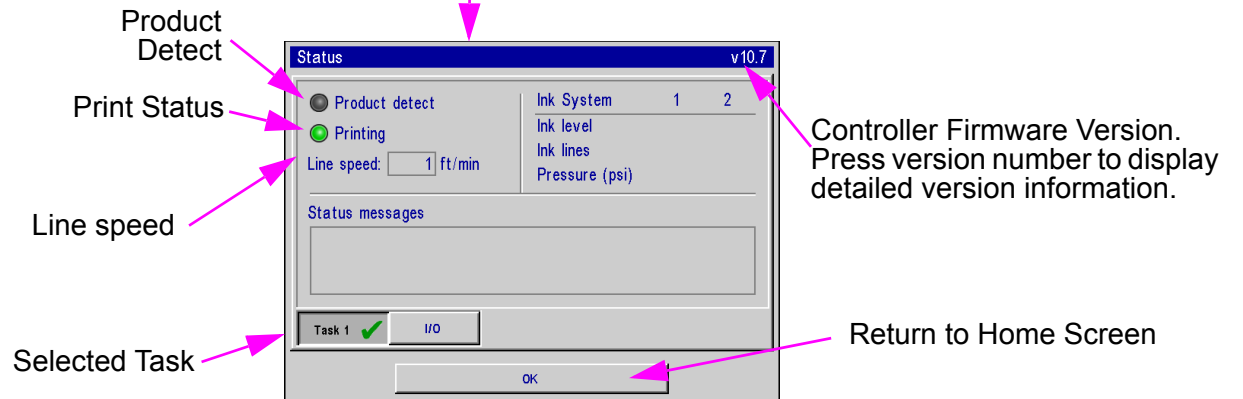 Product
Detect
Print Status
Line speed
Selected Task
Status v10.7
Product detect
Printing
Line speed: 1 ft/min
Ink System 1 2
Ink level
Ink lines
Pressure (psi)
Status messages
Task 1 I/O
OK
Controller Firmware Version.
Press version number to display
detailed version information.
Return to Home Screen